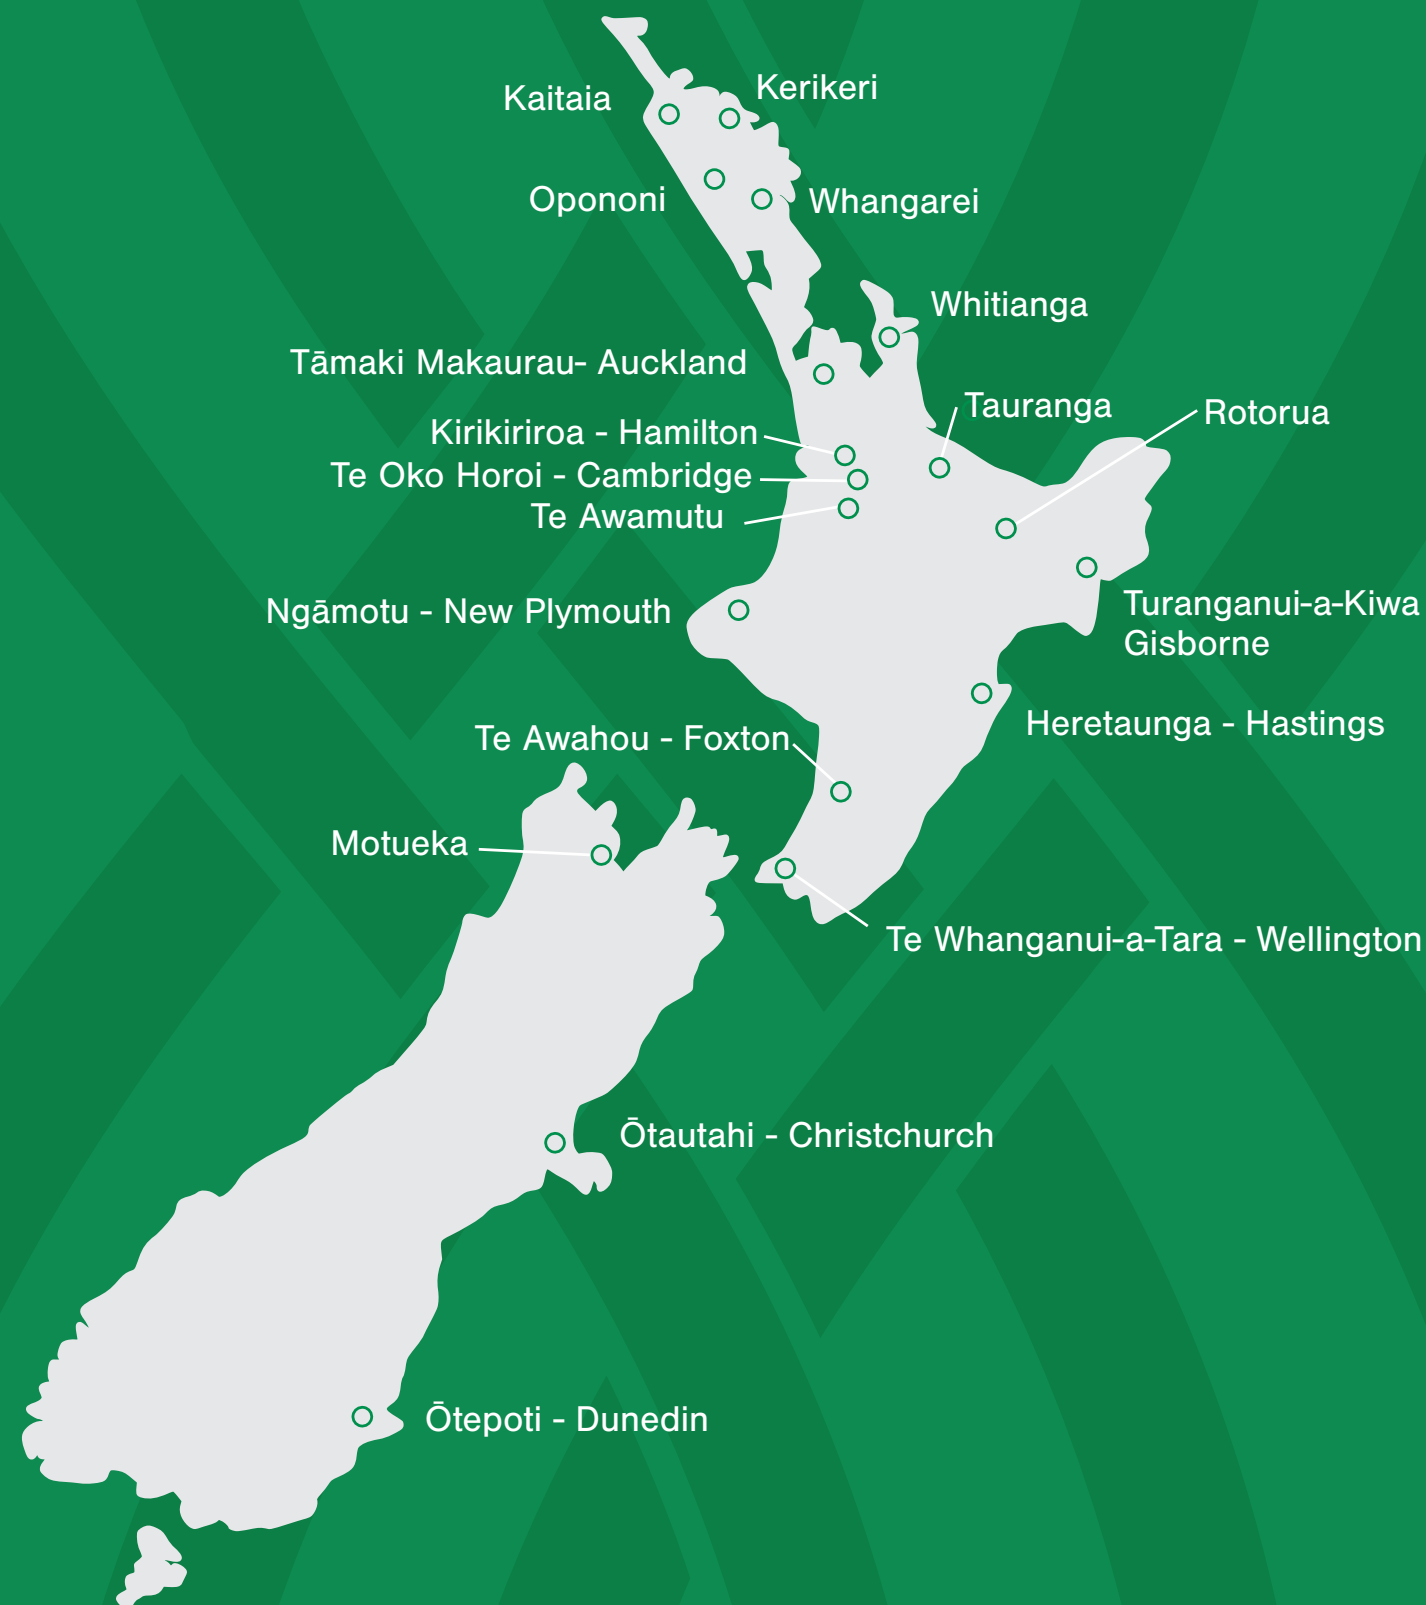 Kerikeri
Kaitaia
Opononi
Whangarei
Whitianga
Tāmaki Makaurau- Auckland
Tauranga
Rotorua
Kirikiriroa - Hamilton
Te Oko Horoi - Cambridge
Te Awamutu
Ngāmotu - New Plymouth
Turanganui-a-Kiwa
Gisborne
Heretaunga - Hastings
Te Awahou - Foxton
Motueka
Te Whanganui-a-Tara - Wellington
Ōtautahi - Christchurch
Ōtepoti - Dunedin